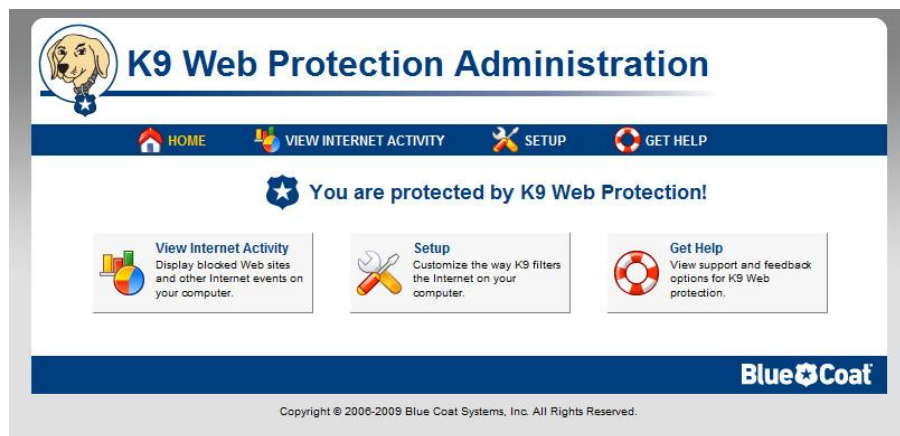 K9 Web Protection Administration
HOME
VIEW INTERNET ACTIVITY
SETUP
GET HELP
You are protected by K9 Web Protection!
View Internet Activity
Display blocked Web sites
and other Internet events on
your computer.
Setup
Customize the way K9 filters
the Internet on your
computer.
Get Help
View support and feedback
options for K9 Web
protection.
Blue Coat
Copyright © 2006-2009 Blue Coat Systems, Inc. All Rights Reserved.